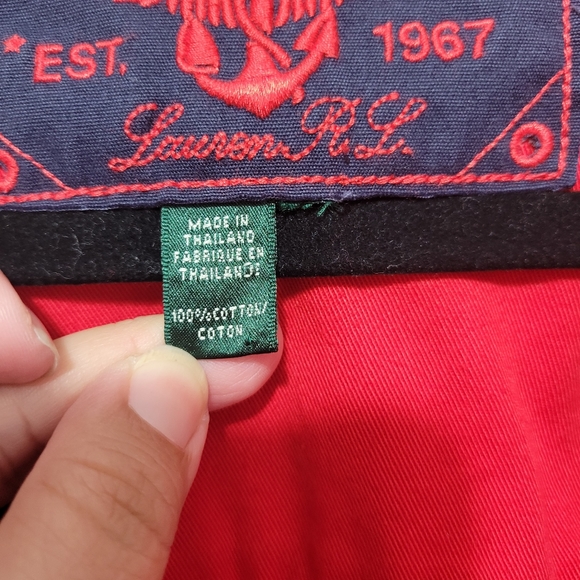 * EST. 1967
Lauren R.L.
MADE IN
THAILAND
FABRIQUE EN
THAILANDE
100%COTTON/
COTON